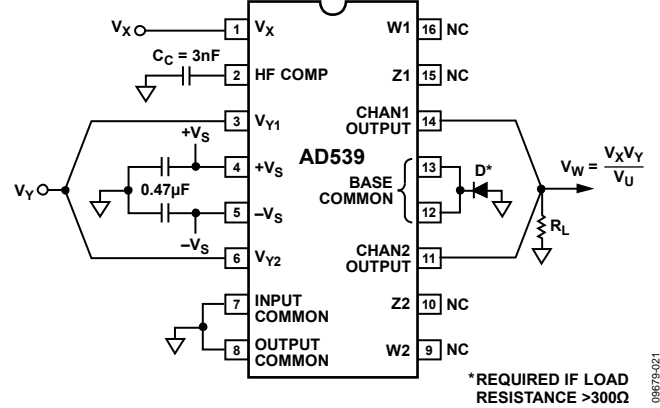 VX
1
VX
W1
16
NC
CC = 3nF
2
HF COMP
Z1
15
NC
3
VY1
CHAN1
OUTPUT
14
+VS
4
+VS
AD539
BASE
COMMON
13
D*
VW = VXVY
VU
VY
0.47µF
5
–VS
12
–VS
RL
6
VY2
CHAN2
OUTPUT
11
7
INPUT
COMMON
Z2
10
NC
8
OUTPUT
COMMON
W2
9
NC
*REQUIRED IF LOAD
RESISTANCE >300Ω
09679-021